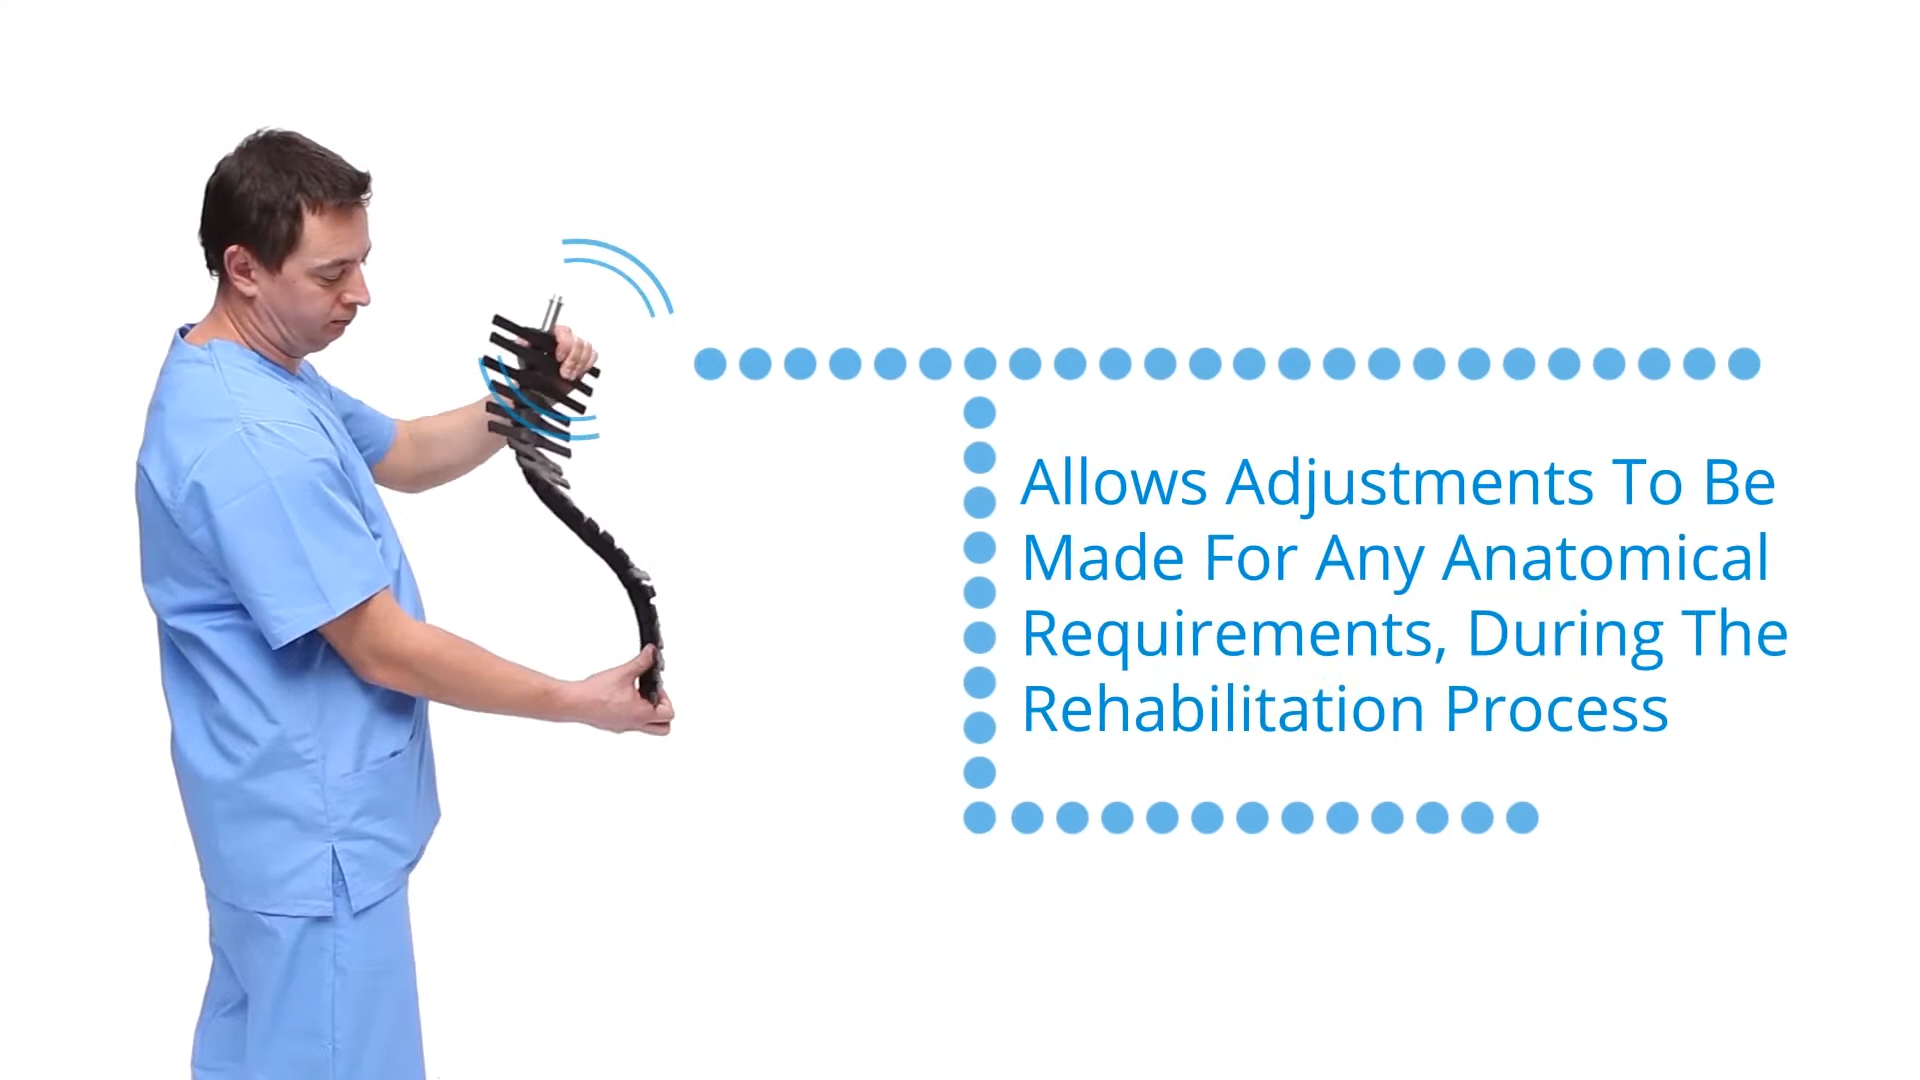 Allows Adjustments To Be
Made For Any Anatomical
Requirements, During The
Rehabilitation Process